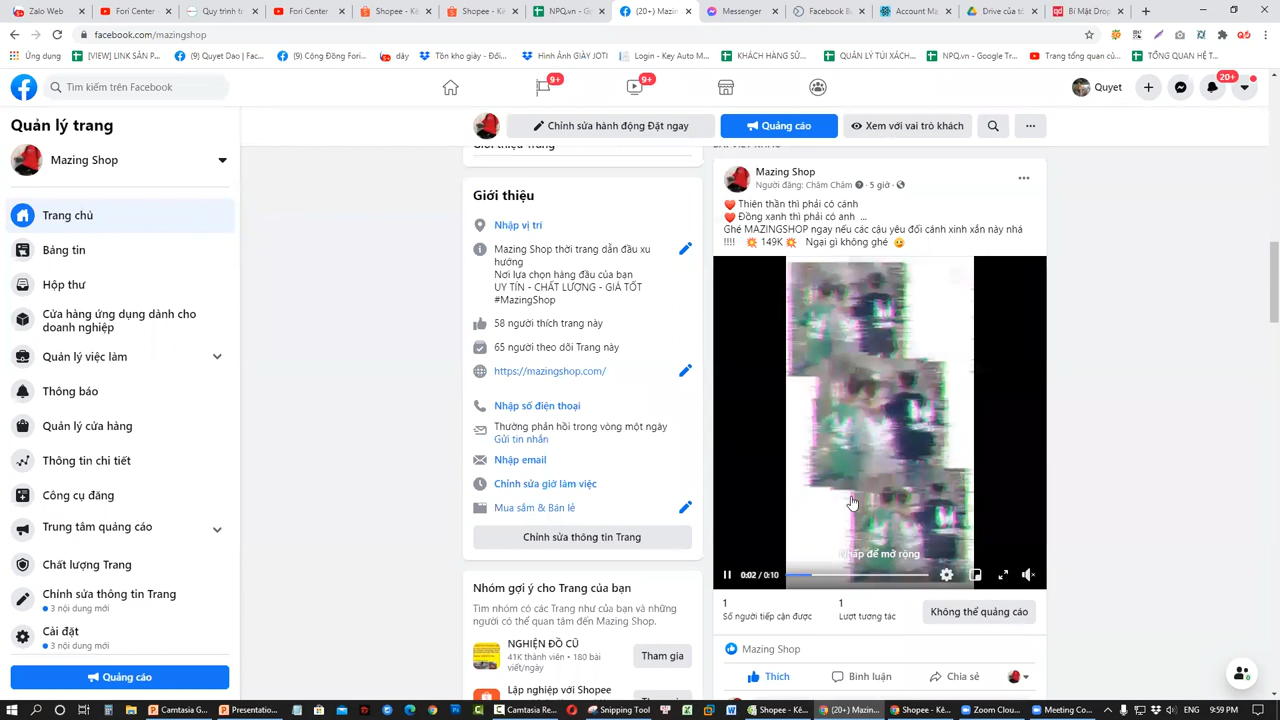 Fori Center
Quy trình tr
Fori Center
Shopee - Kê
Shopee - Kê
NPQ.vn - Go
(20+) Mazin
Messenger
Facebook Bu
Account Ma
Drive của tô
Bí Mật Drop
facebook.com/mazingshop
Ứng dụng
[VIEW] LINK SẢN P...
(9) Quyet Dao | Fac...
(9) Cộng Đồng Fori...
dây
Tồn kho giày - Đối...
Hình Ảnh GIÀY JOTI
Login - Key Auto M...
KHÁCH HÀNG SỬ...
QUẢN LÝ TÚI XÁCH...
NPQ.vn - Google Tr...
Trang tổng quan củ...
TỔNG QUAN HỆ T...
Tìm kiếm trên Facebook
9+
9+
Quyet
20+
Quản lý trang
Mazing Shop
Trang chủ
Bảng tin
Hộp thư
Cửa hàng ứng dụng dành cho
doanh nghiệp
Quản lý việc làm
Thông báo
Quản lý cửa hàng
Thông tin chi tiết
Công cụ đăng
Trung tâm quảng cáo
Chất lượng Trang
Chỉnh sửa thông tin Trang
3 nội dung mới
Cài đặt
3 nội dung mới
Quảng cáo
Chỉnh sửa hành động Đặt ngay
Quảng cáo
Xem với vai trò khách
Giới thiệu Trang
Giới thiệu
Nhập vị trí
Mazing Shop thời trang dẫn đầu xu
hướng
Nơi lựa chọn hàng đầu của bạn
UY TÍN - CHẤT LƯỢNG - GIÁ TỐT
#MazingShop
58 người thích trang này
65 người theo dõi Trang này
https://mazingshop.com/
Nhập số điện thoại
Thường phản hồi trong vòng một ngày
Gửi tin nhắn
Nhập email
Chỉnh sửa giờ làm việc
Mua sắm & Bán lẻ
Chỉnh sửa thông tin Trang
Nhóm gợi ý cho Trang của bạn
Tìm nhóm có các Trang như của bạn và những
người có thể quan tâm đến Mazing Shop.
NGHIỆN ĐỒ CŨ
41K thành viên • 180 bài
viết/ngày
Tham gia
Lập nghiệp với Shopee
BÀI VIẾT KHÁC
Mazing Shop
Người đăng: Châm Châm · 5 giờ ·
❤️ Thiên thần thì phải có cánh
❤️ Đồng xanh thì phải có anh ...
Ghé MAZINGSHOP ngay nếu các cậu yêu đôi cánh xinh xắn này nhá
!!!! 💥 149K 💥 Ngại gì không ghé 😉
Nhấp để mở rộng
0:02 / 0:10
1
Số người tiếp cận được
1
Lượt tương tác
Không thể quảng cáo
Mazing Shop
Thích
Bình luận
Chia sẻ
Camtasia G...
Presentatio...
Camtasia Re...
Snipping Tool
Shopee - Kê...
(20+) Mazin...
Shopee - Kê...
Zoom Clou...
Meeting Co...
ENG
9:59 PM